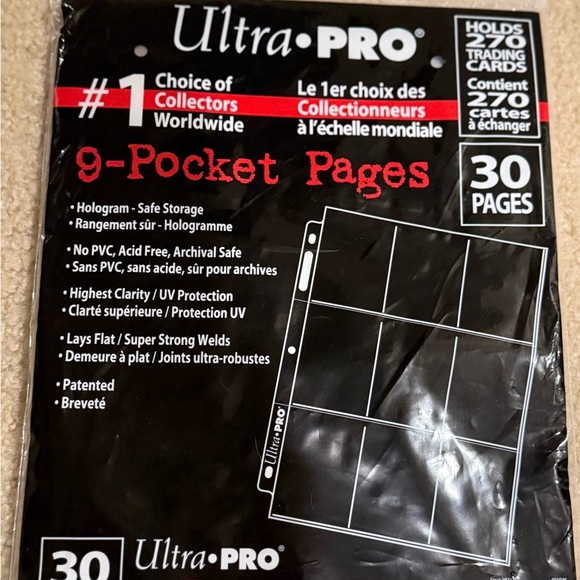 Ultra•PRO®
HOLDS
270
TRADING
CARDS
Contient
270
cartes
à échanger
#1
Choice of
Collectors
Worldwide
Le 1er choix des
Collectionneurs
à l'échelle mondiale
9-Pocket Pages
30
PAGES
• Hologram - Safe Storage
• Rangement sûr - Hologramme
• No PVC, Acid Free, Archival Safe
• Sans PVC, sans acide, sûr pour archives
• Highest Clarity / UV Protection
• Clarté supérieure / Protection UV
• Lays Flat / Super Strong Welds
• Demeure à plat / Joints ultra-robustes
• Patented
• Breveté
Ultra•PRO
30
Ultra•PRO®